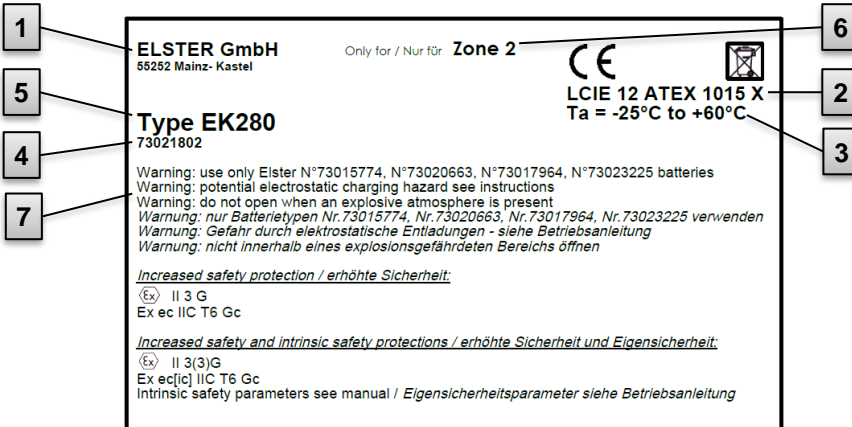 1
6
ELSTER GmbH
Only for / Nur für Zone 2
CE
55252 Mainz- Kastel
5
LCIE 12 ATEX 1015 X
2
Type EK280
Ta = -25°C to +60°C
4
73021802
3
Warning: use only Elster N°73015774, N°73020663, N°73017964, N°73023225 batteries
Warning: potential electrostatic charging hazard see instructions
7
Warning: do not open when an explosive atmosphere is present
Warnung: nur Batterietypen Nr.73015774, Nr.73020663, Nr.73017964, Nr.73023225 verwenden
Warnung: Gefahr durch elektrostatische Entladungen - siehe Betriebsanleitung
Warnung: nicht innerhalb eines explosionsgefährdeten Bereichs öffnen
Increased safety protection / erhöhte Sicherheit:
Ex II 3 G
Ex ec IIC T6 Gc
Increased safety and intrinsic safety protections / erhöhte Sicherheit und Eigensicherheit:
Ex II 3(3)G
Ex ec[ic] IIC T6 Gc
Intrinsic safety parameters see manual / Eigensicherheitsparameter siehe Betriebsanleitung